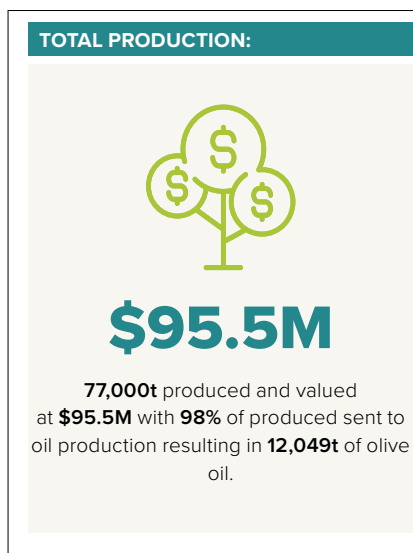 TOTAL PRODUCTION:
$
$
$
$95.5M
77,000t produced and valued
at $95.5M with 98% of produced sent to
oil production resulting in 12,049t of olive
oil.